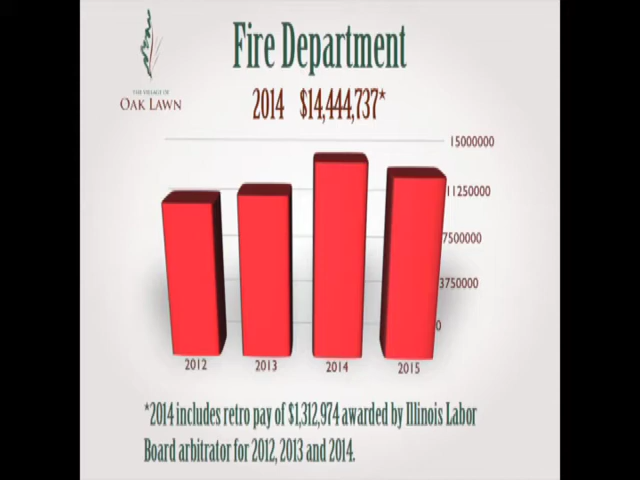 THE VILLAGE OF
OAK LAWN
Fire Department
2014 $14,444,737*
15000000
11250000
7500000
3750000
0
2012 2013 2014 2015
*2014 includes retro pay of $1,312,974 awarded by Illinois Labor
Board arbitrator for 2012, 2013 and 2014.